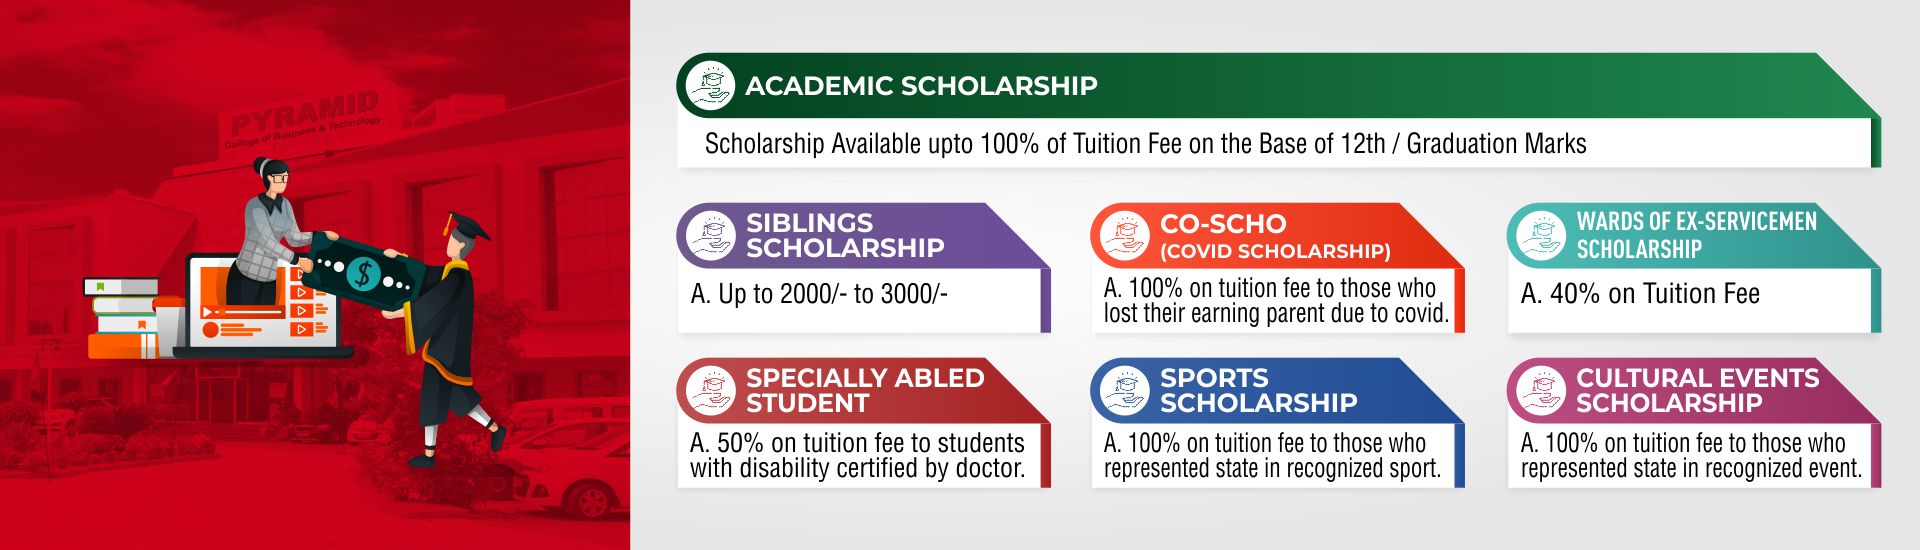 PYRAMID
College of Business & Technology
$
ACADEMIC SCHOLARSHIP
Scholarship Available upto 100% of Tuition Fee on the Base of 12th / Graduation Marks
SIBLINGS
SCHOLARSHIP
A. Up to 2000/- to 3000/-
CO-SCHO
(COVID SCHOLARSHIP)
A. 100% on tuition fee to those who
lost their earning parent due to covid.
WARDS OF EX-SERVICEMEN
SCHOLARSHIP
A. 40% on Tuition Fee
SPECIALLY ABLED
STUDENT
A. 50% on tuition fee to students
with disability certified by doctor.
SPORTS
SCHOLARSHIP
A. 100% on tuition fee to those who
represented state in recognized sport.
CULTURAL EVENTS
SCHOLARSHIP
A. 100% on tuition fee to those who
represented state in recognized event.